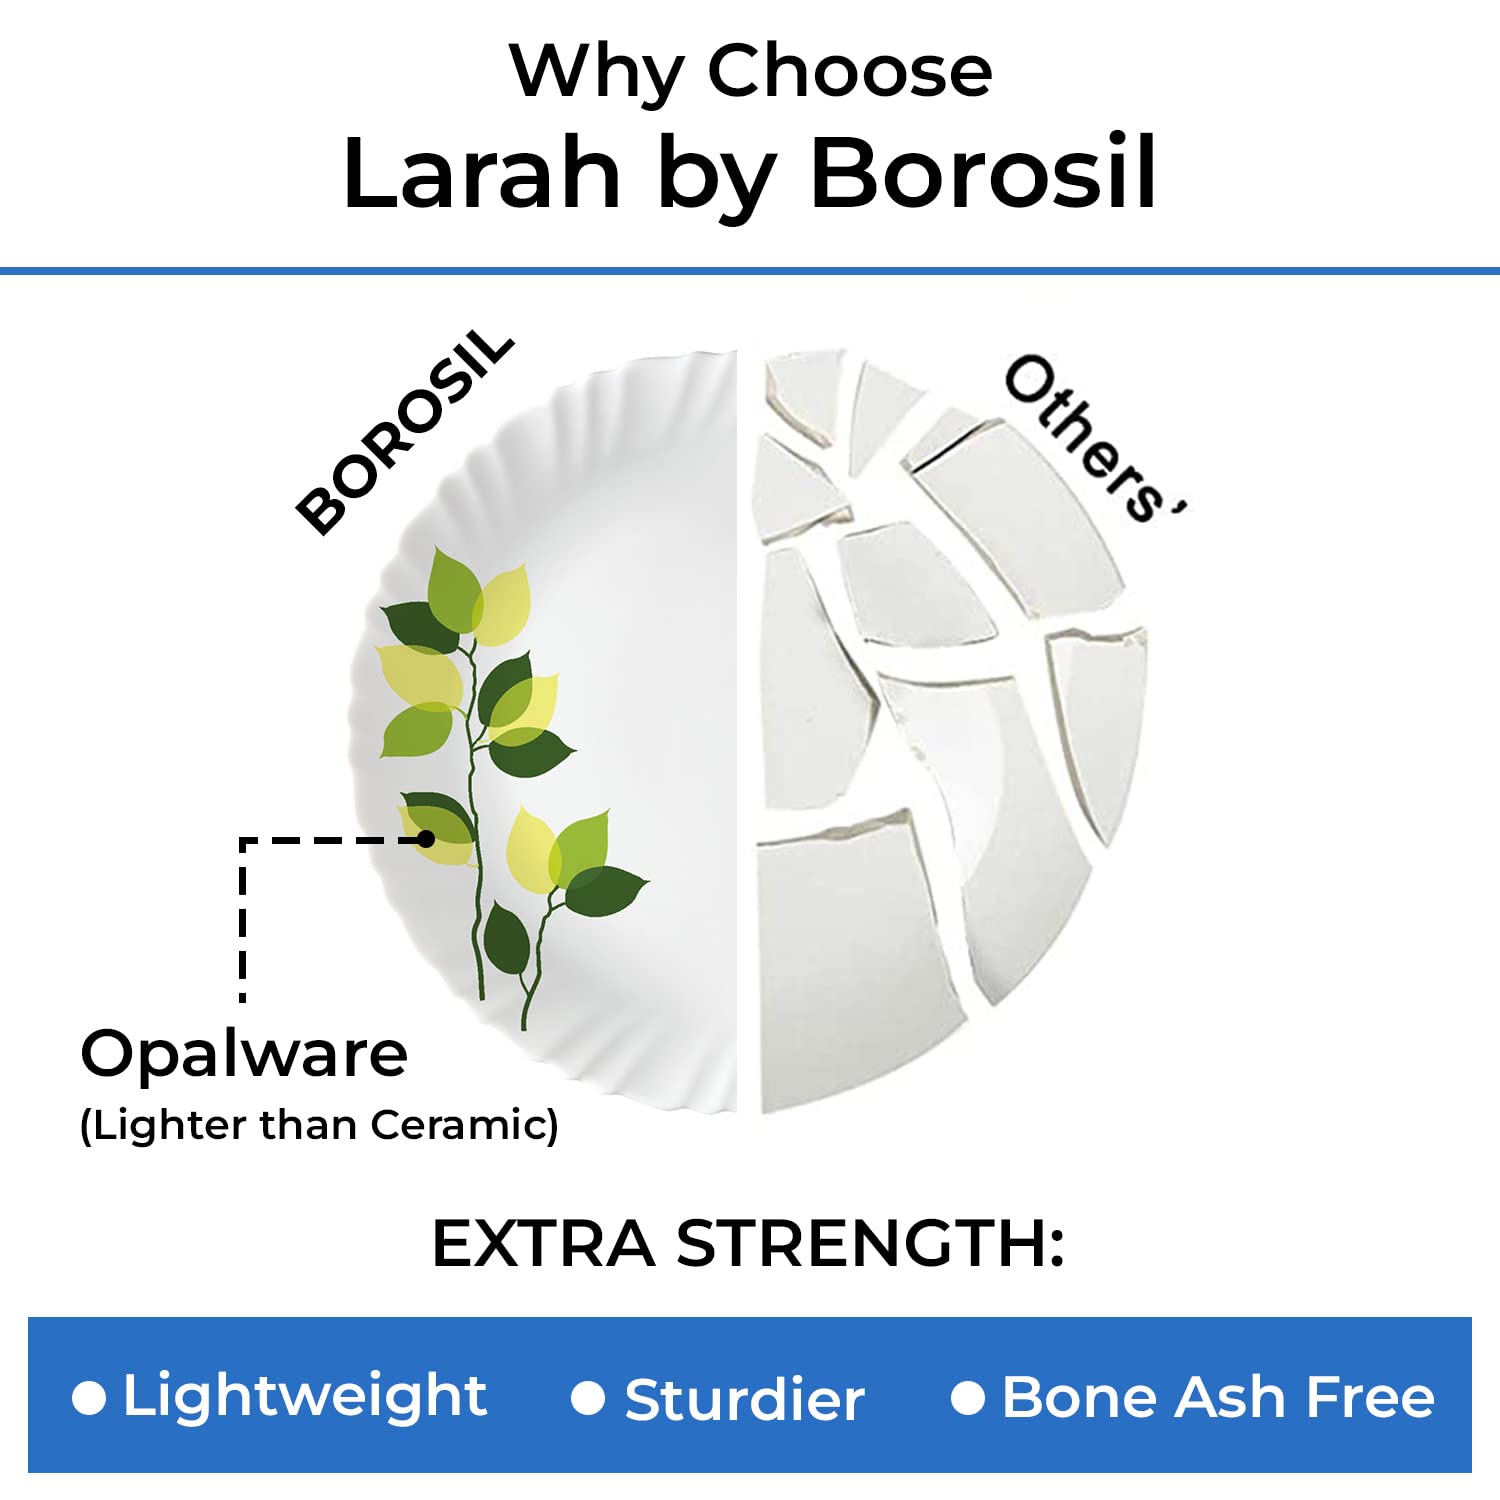 Why Choose
Larah by Borosil
BOROSIL
Others’
Opalware
(Lighter than Ceramic)
EXTRA STRENGTH:
Lightweight
Sturdier
Bone Ash Free